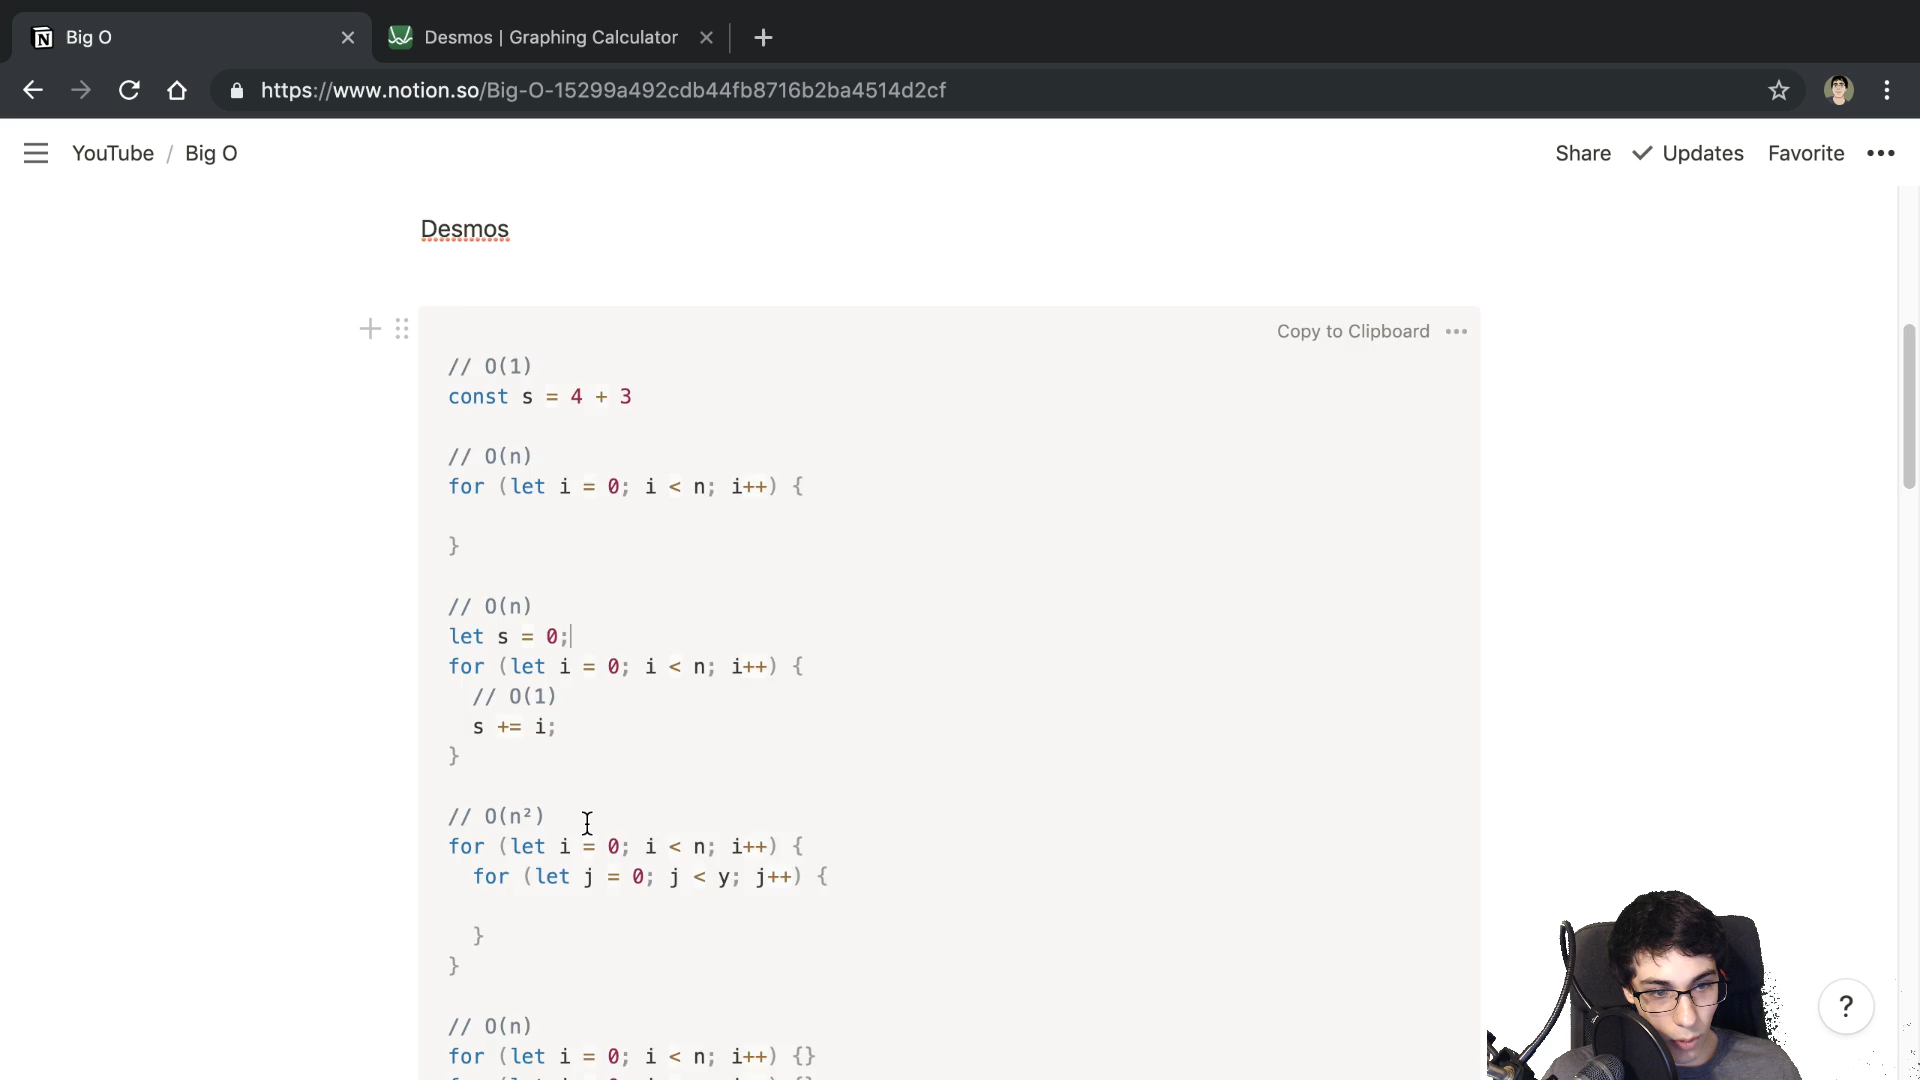 Big O
Desmos | Graphing Calculator
https://www.notion.so/Big-O-15299a492cdb44fb8716b2ba4514d2cf
YouTube / Big O
Share
Updates
Favorite
Desmos
Copy to Clipboard
// O(1)
const s = 4 + 3
// O(n)
for (let i = 0; i < n; i++) {
}
// O(n)
let s = 0;
for (let i = 0; i < n; i++) {
// O(1)
s += i;
}
// O(n²)
for (let i = 0; i < n; i++) {
for (let j = 0; j < y; j++) {
}
}
// O(n)
for (let i = 0; i < n; i++) {}
?